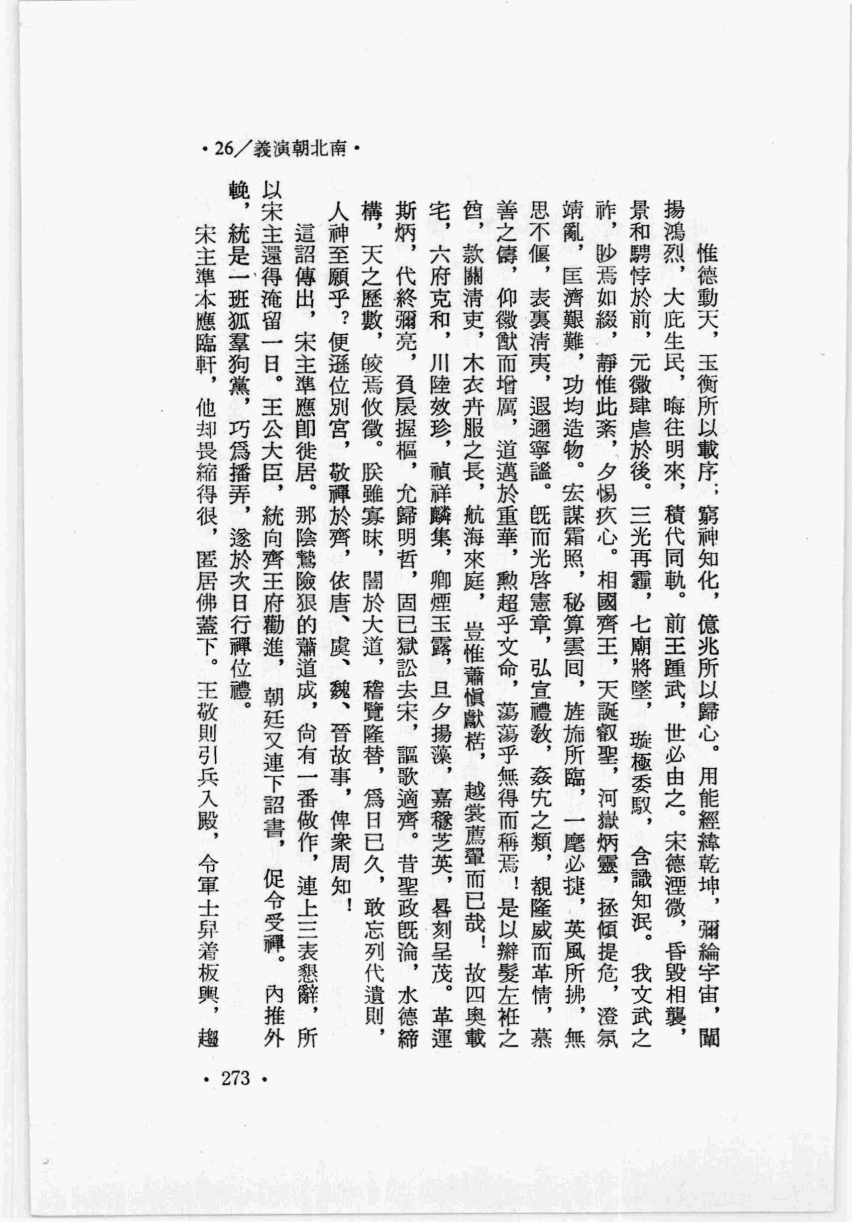 ・26／義演朝北南・
惟德動天，玉衡所以載序；窮神知化，億兆所以歸心。用能經緯乾坤，彌綸宇宙，闡
揚鴻烈，大庇生民，晦往明來，積代同軌。前王踵武，世必由之。宋德湮微，昏毀相襲，
景和騁悖於前，元徽肆虐於後。三光再霾，七廟將墜，璇極委馭，含識知泯。我文武之
祚，眇焉如綴，靜惟此紊，夕惕疚心。相國齊王，天誕叡聖，河嶽炳靈，拯傾提危，澄氛
靖亂，匡濟艱難，功均造物。宏謀霜照，秘算雲回，旌旆所臨，一麾必捷，英風所拂，無
思不偃，表裏清夷，遐邇寧謐。旣而光啓憲章，弘宣禮敎，姦宄之類，覩隆威而革情，慕
善之儔，仰徽猷而增厲，道邁於重華，勲超乎文命，蕩蕩乎無得而稱焉！是以辮髮左袵之
酋，款關清吏，木衣卉服之長，航海來庭，豈惟蕭愼獻楛，越裳薦翬而已哉！故四奧載
宅，六府克和，川陸效珍，禎祥麟集，卿煙玉露，旦夕揚藻，嘉穟芝英，晷刻呈茂。革運
斯炳，代終彌亮，負扆握樞，允歸明哲，固已獄訟去宋，謳歌適齊。昔聖政旣淪，水德締
構，天之歷數，皎焉攸徵。朕雖寡昧，闇於大道，稽覽隆替，爲日已久，敢忘列代遺則，
人神至願乎？便遜位別宮，敬禪於齊，依唐、虞、魏、晉故事，俾衆周知！
這詔傳出，宋主準應卽徙居。那陰鷙險狠的蕭道成，尙有一番做作，連上三表懇辭，所
以宋主還得淹留一日。王公大臣，統向齊王府勸進，朝廷又連下詔書，促令受禪。內推外
輓，統是一班狐羣狗黨，巧爲播弄，遂於次日行禪位禮。
宋主準本應臨軒，他却畏縮得很，匿居佛蓋下。王敬則引兵入殿，令軍士舁着板輿，趨
・273・